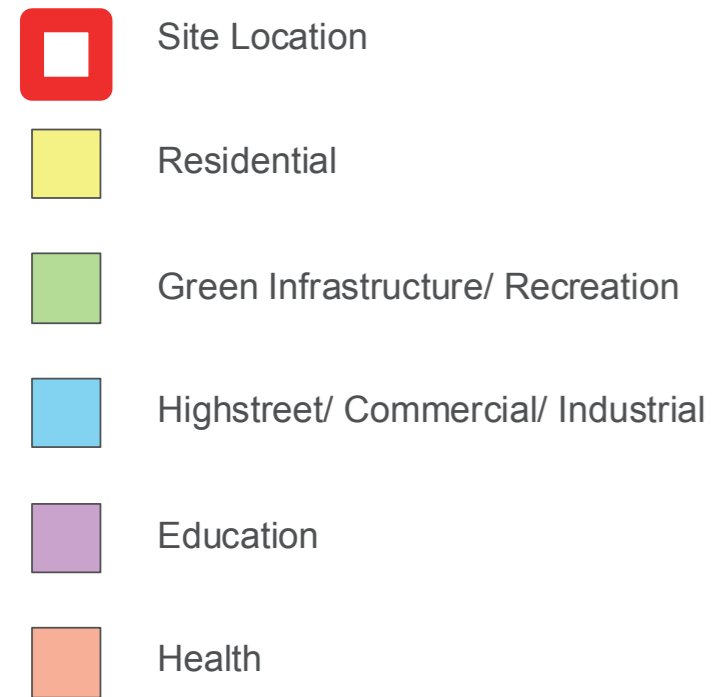 Site Location
Residential
Green Infrastructure/ Recreation
Highstreet/ Commercial/ Industrial
Education
Health